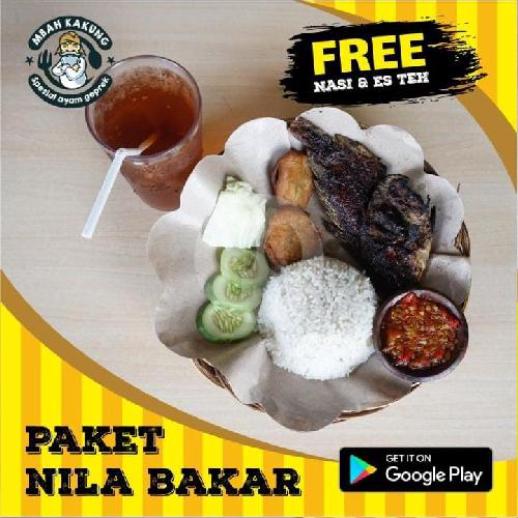 MBAH KAKUNG
Spesial ayam geprek
FREE
NASI & ES TEH
PAKET
NILA BAKAR
GET IT ON
Google Play